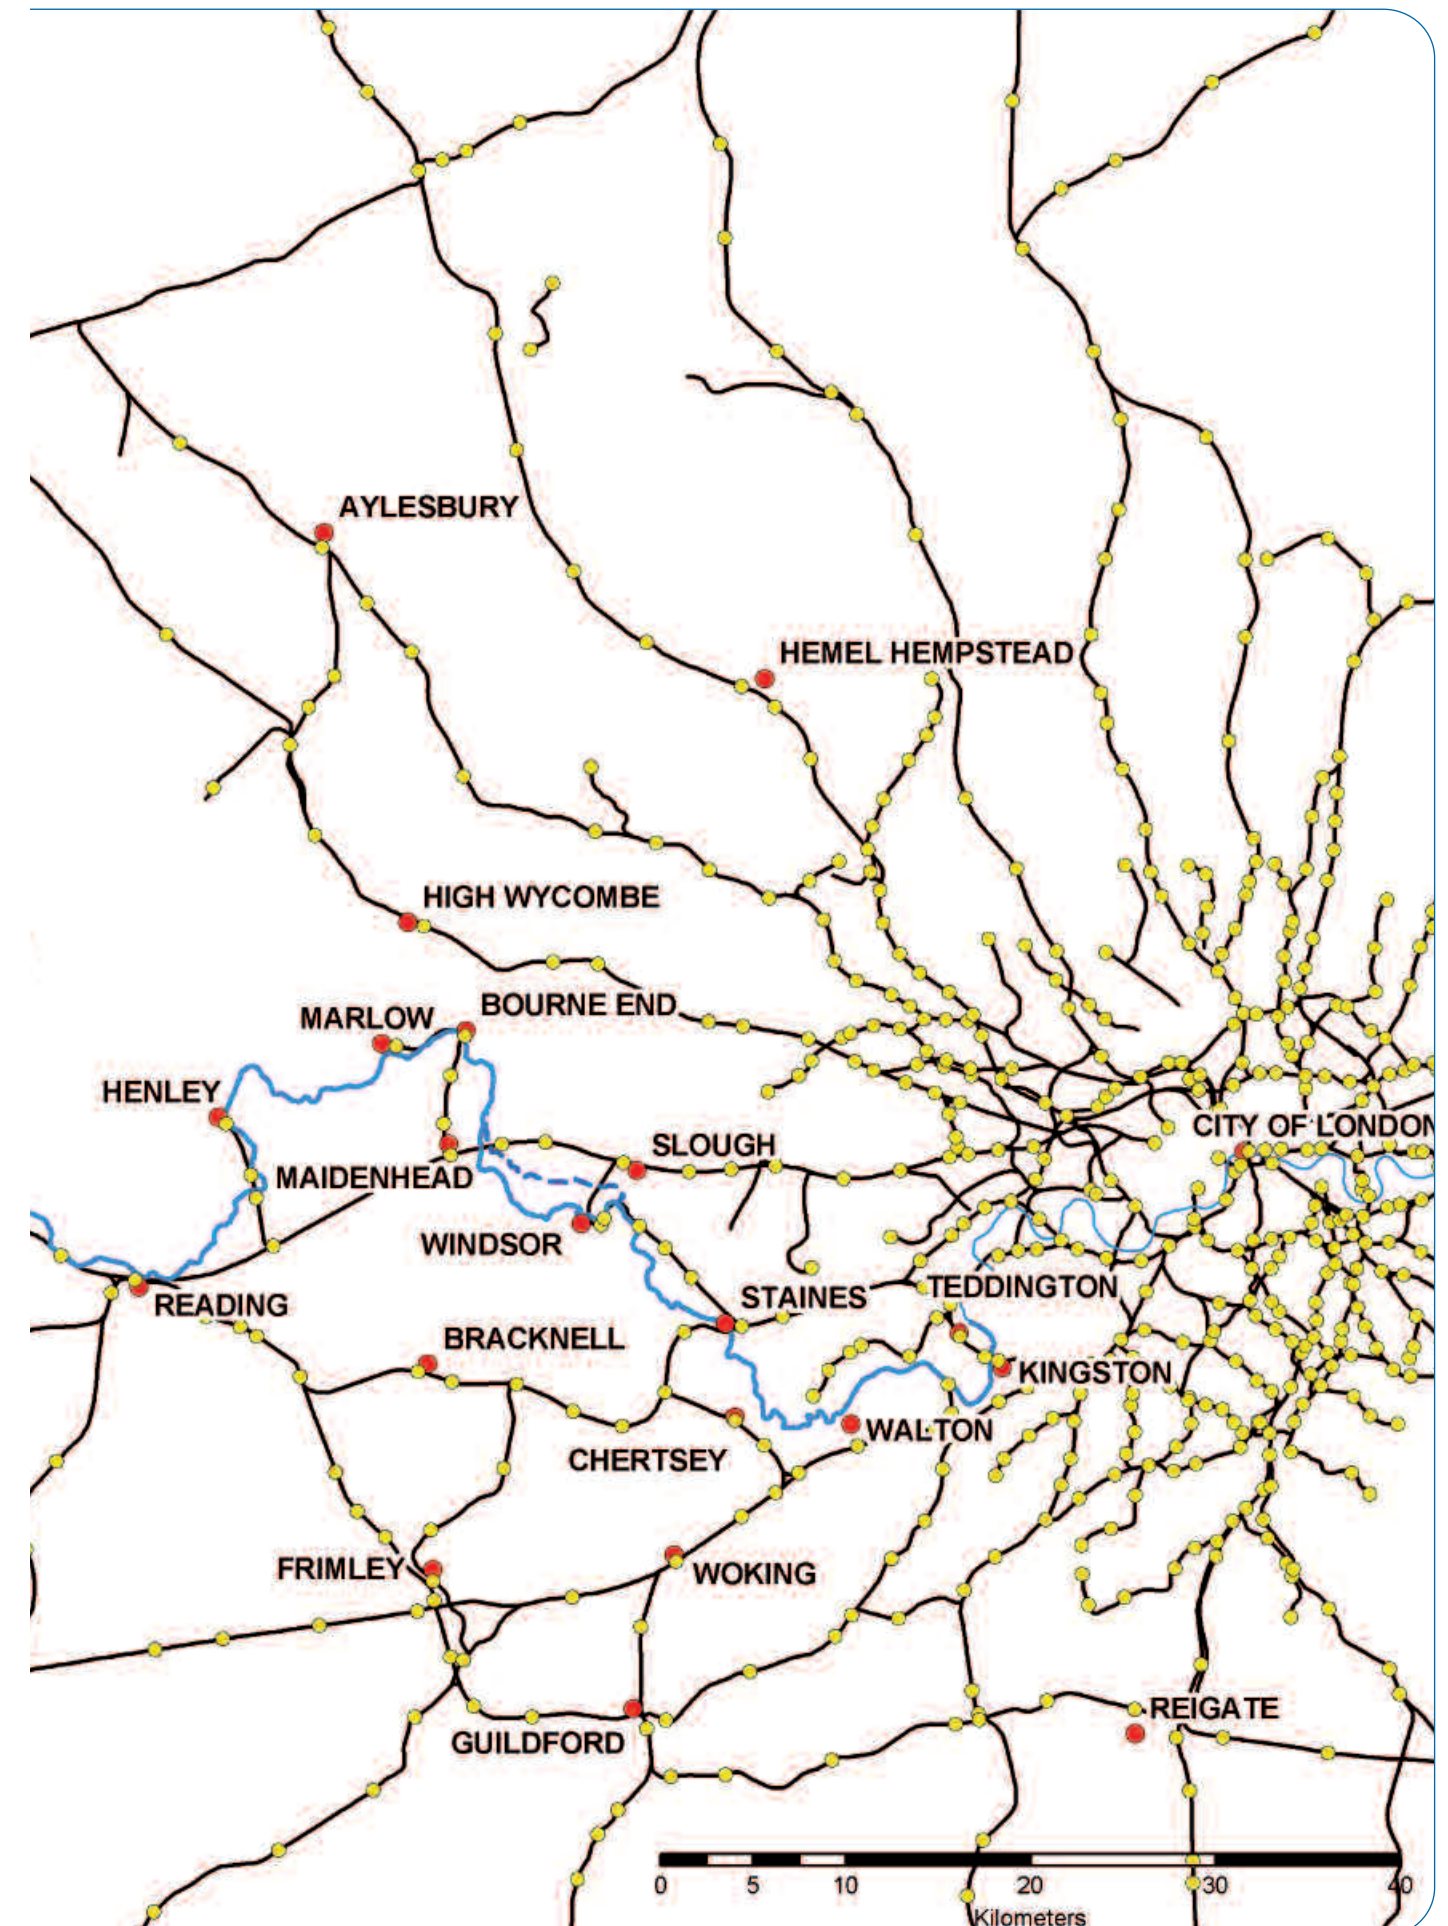 AYLESBURY
HEMEL HEMPSTEAD
HIGH WYCOMBE
BOURNE END
MARLOW
HENLEY
CITY OF LONDON
SLOUGH
MAIDENHEAD
WINDSOR
TEDDINGTON
STAINES
READING
BRACKNELL
KINGSTON
WALTON
CHERTSEY
FRIMLEY
WOKING
REIGATE
GUILDFORD
0 5 10 20 30 40
Kilometers